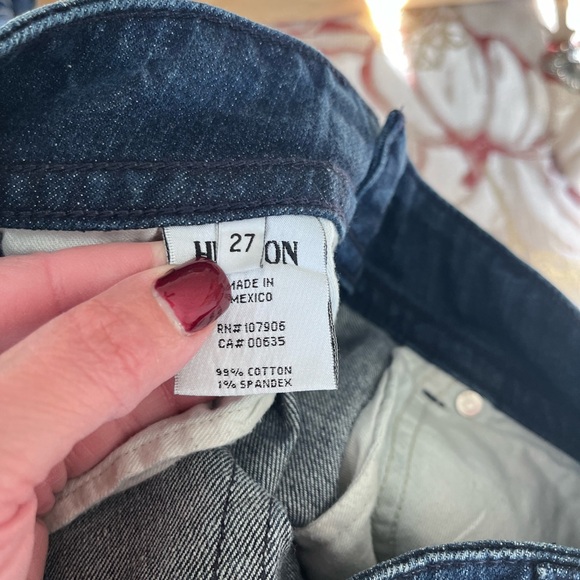 27
MADE IN
MEXICO
RN# 107906
CA# 00635
99% COTTON
1% SPANDEX